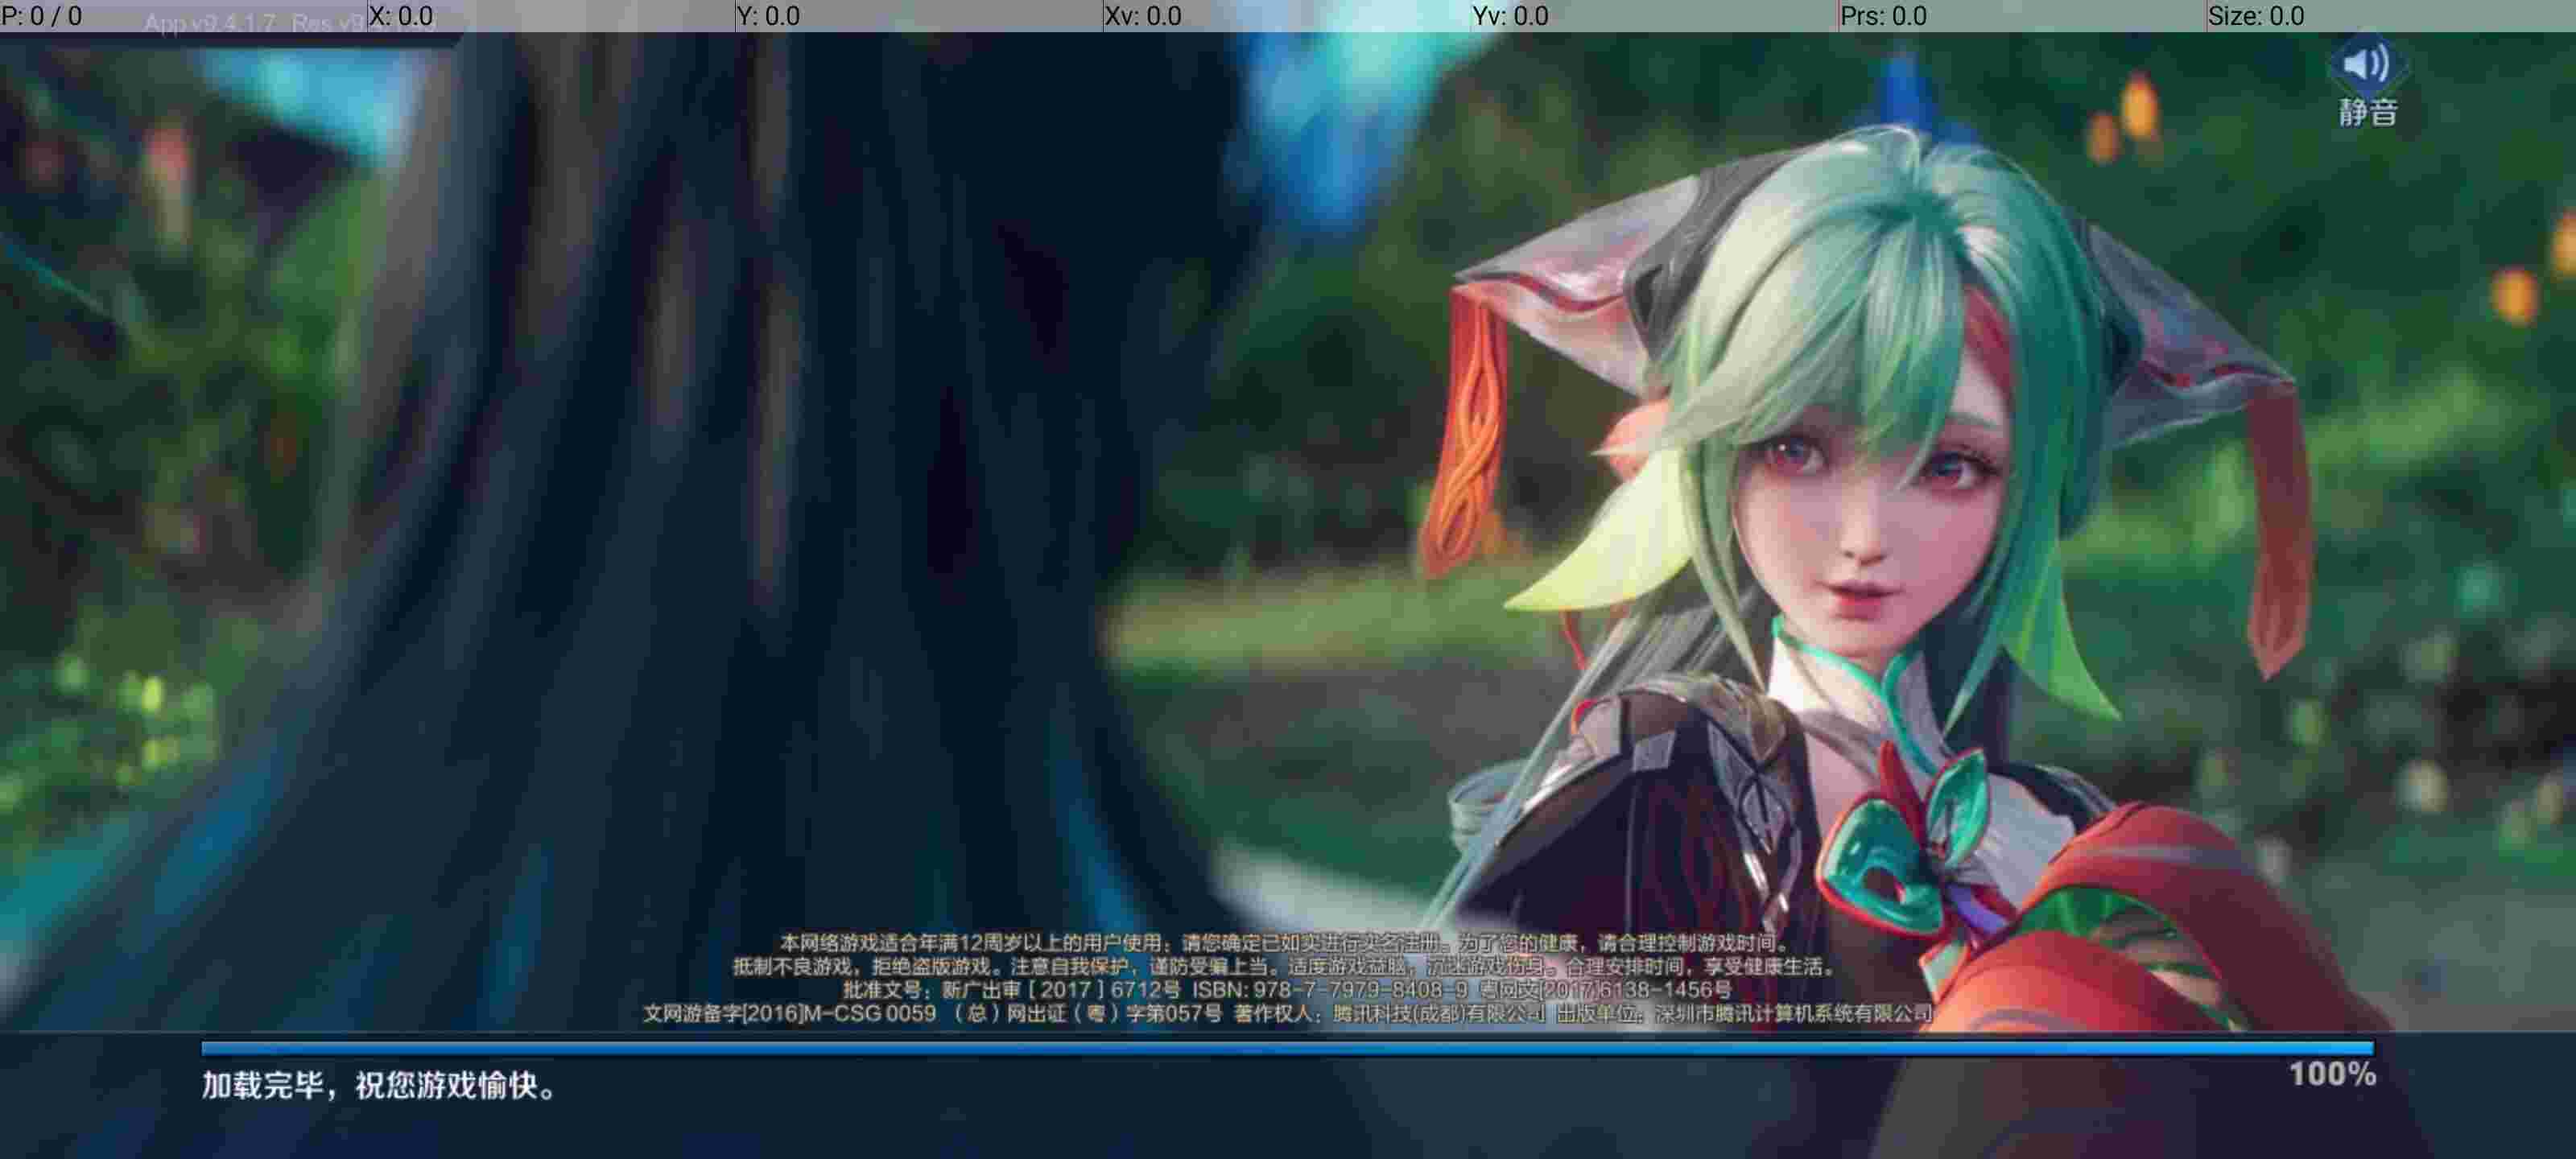 P: 0 / 0 X: 0.0 Y: 0.0 Xv: 0.0 Yv: 0.0 Prs: 0.0 Size: 0.0
App v9.4.1.7 Res v9
静音
本网络游戏适合年满12周岁以上的用户使用；请您确定已如实进行实名注册。为了您的健康，请合理控制游戏时间。
抵制不良游戏，拒绝盗版游戏。注意自我保护，谨防受骗上当。适度游戏益脑，沉迷游戏伤身。合理安排时间，享受健康生活。
批准文号：新广出审［2017］6712号 ISBN: 978-7-7979-8408-9 粤网文[2017]6138-1456号
文网游备字[2016]M-CSG 0059 （总）网出证（粤）字第057号 著作权人：腾讯科技(成都)有限公司 出版单位：深圳市腾讯计算机系统有限公司
加载完毕，祝您游戏愉快。
100%